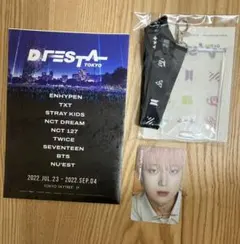 D'FESTA
TOKYO
ENHYPEN
TXT
STRAY KIDS
NCT DREAM
NCT 127
TWICE
SEVENTEEN
BTS
NU'EST
2022.JUL.23 - 2022.SEP.04